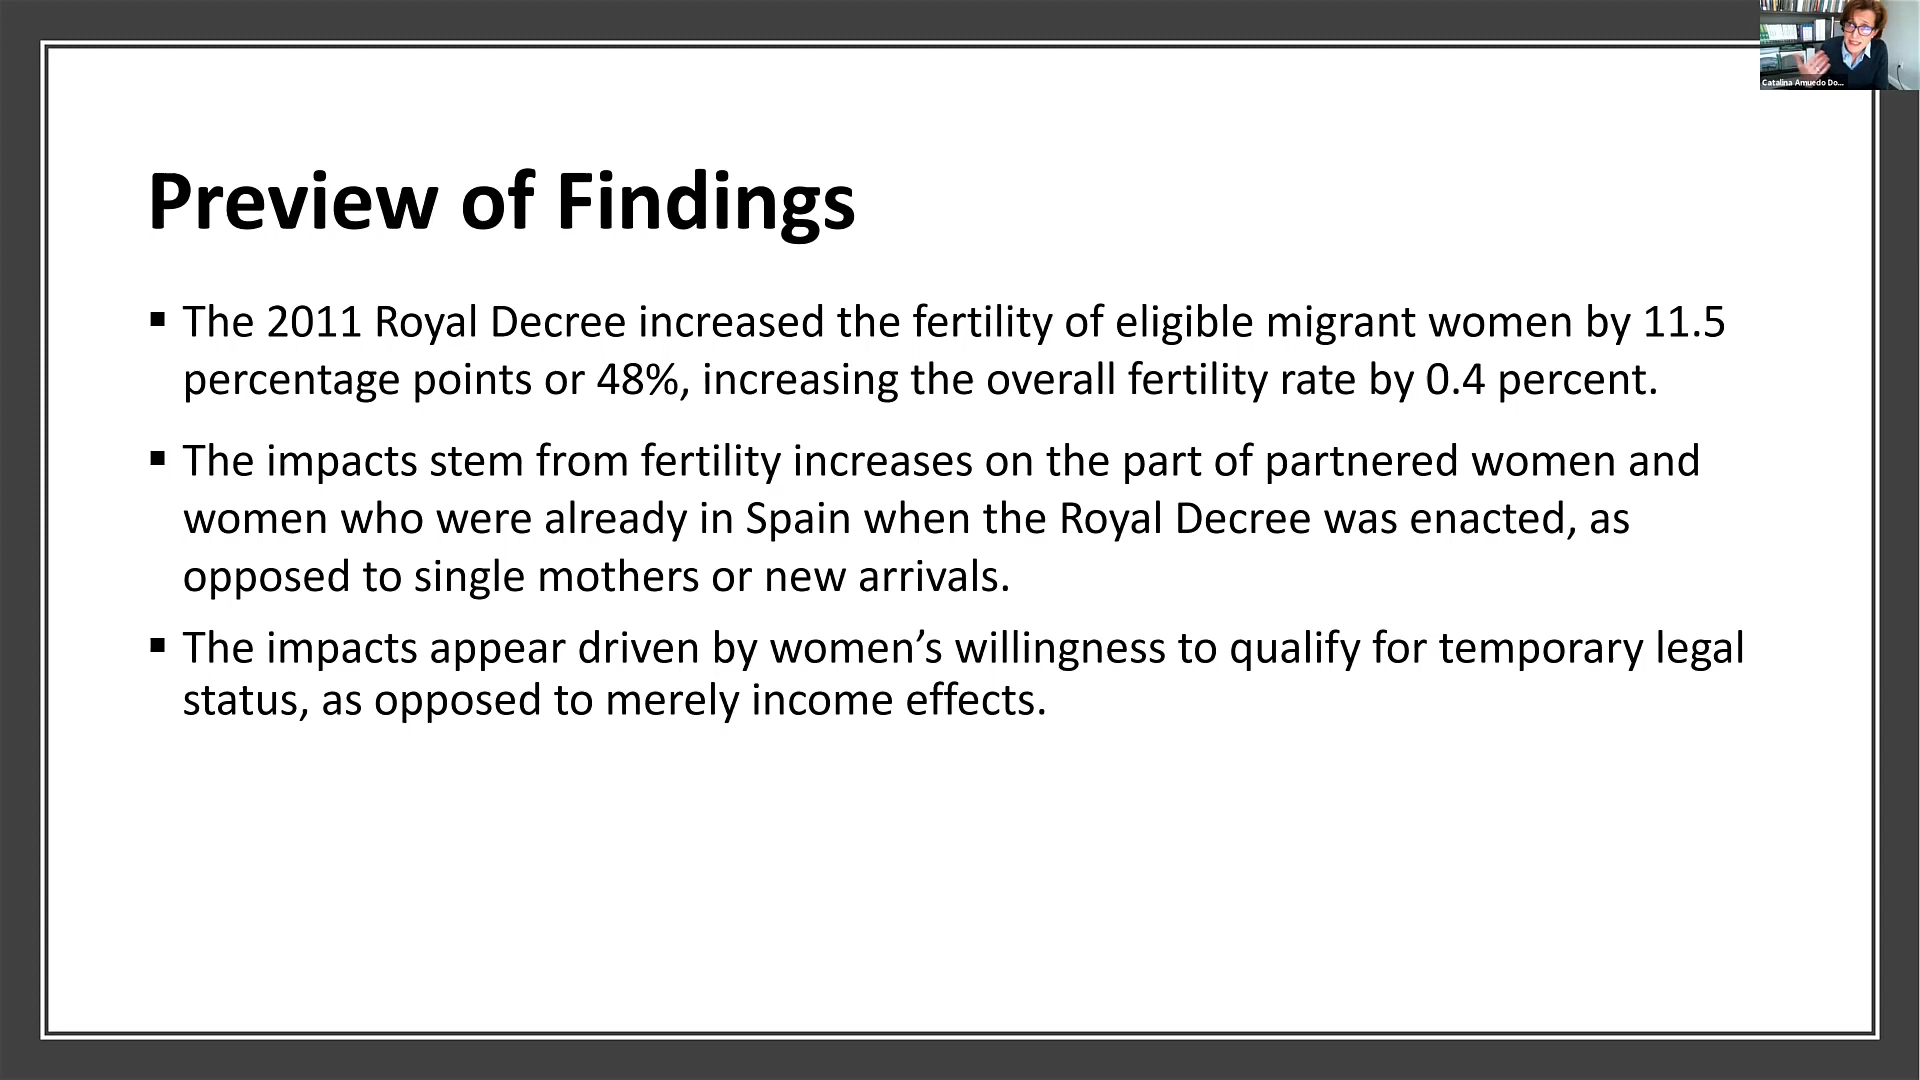 Catalina Amuedo Do...
Preview of Findings
▪ The 2011 Royal Decree increased the fertility of eligible migrant women by 11.5
percentage points or 48%, increasing the overall fertility rate by 0.4 percent.
▪ The impacts stem from fertility increases on the part of partnered women and
women who were already in Spain when the Royal Decree was enacted, as
opposed to single mothers or new arrivals.
▪ The impacts appear driven by women’s willingness to qualify for temporary legal
status, as opposed to merely income effects.